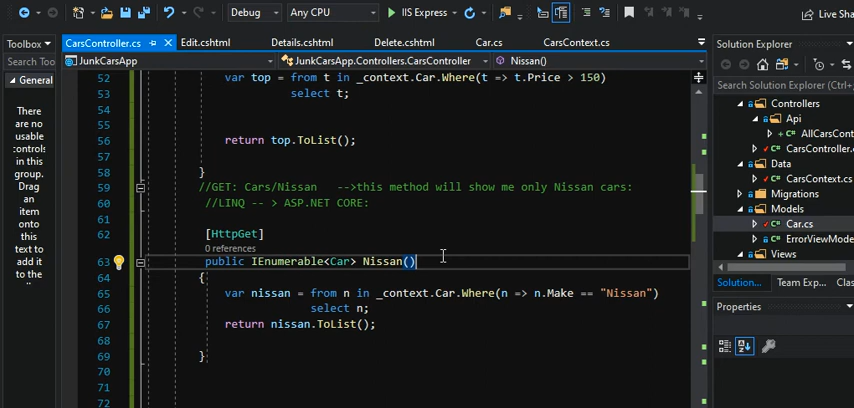 Debug
Any CPU
IIS Express
Live Sha
Toolbox
CarsController.cs
Edit.cshtml
Details.cshtml
Delete.cshtml
Car.cs
CarsContext.cs
Solution Explorer
Search Tool
JunkCarsApp
JunkCarsApp.Controllers.CarsController
Nissan()
General
There
are no
usable
controls
in this
group.
Drag
an
item
onto
this
text to
add it
to the
52 var top = from t in _context.Car.Where(t => t.Price > 150)
53 select t;
54
55
56 return top.ToList();
57
58 }
59 //GET: Cars/Nissan -->this method will show me only Nissan cars:
60 //LINQ -- > ASP.NET CORE:
61
62 [HttpGet]
0 references
63 public IEnumerable<Car> Nissan()
64 {
65 var nissan = from n in _context.Car.Where(n => n.Make == "Nissan")
66 select n;
67 return nissan.ToList();
68
69 }
70
71
72
Search Solution Explorer (Ctrl+
Controllers
Api
AllCarsCont
CarsController.
Data
CarsContext.cs
Migrations
Models
Car.cs
ErrorViewMode
Views
Solution...
Team Exp...
Clas
Properties